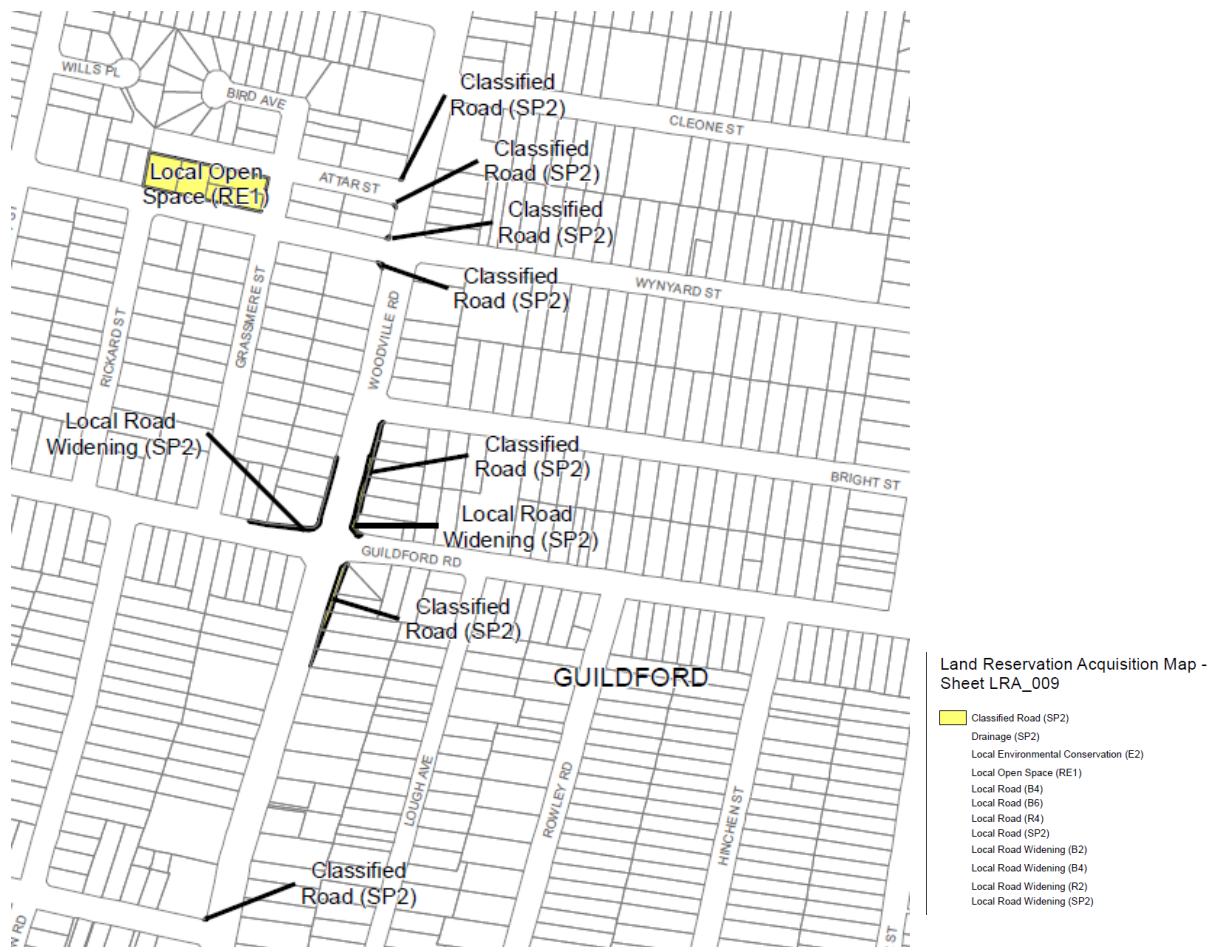 WILLS PL
BIRD AVE
Classified
Road (SP2)
CLEONE ST
Classified
Road (SP2)
Local Open
Space (RE1)
ATTAR ST
Classified
Road (SP2)
Classified
Road (SP2)
WYNYARD ST
GRASSMERE ST
RICKARD ST
WOODVILLE RD
Local Road
Widening (SP2)
Classified
Road (SP2)
BRIGHT ST
Local Road
Widening (SP2)
GUILDFORD RD
Classified
Road (SP2)
GUILDFORD
LOUGH AVE
ROWLEY RD
HINCHEN ST
Classified
Road (SP2)
N RD
ST
Land Reservation Acquisition Map -
Sheet LRA_009
Classified Road (SP2)
Drainage (SP2)
Local Environmental Conservation (E2)
Local Open Space (RE1)
Local Road (B4)
Local Road (B6)
Local Road (R4)
Local Road (SP2)
Local Road Widening (B2)
Local Road Widening (B4)
Local Road Widening (R2)
Local Road Widening (SP2)